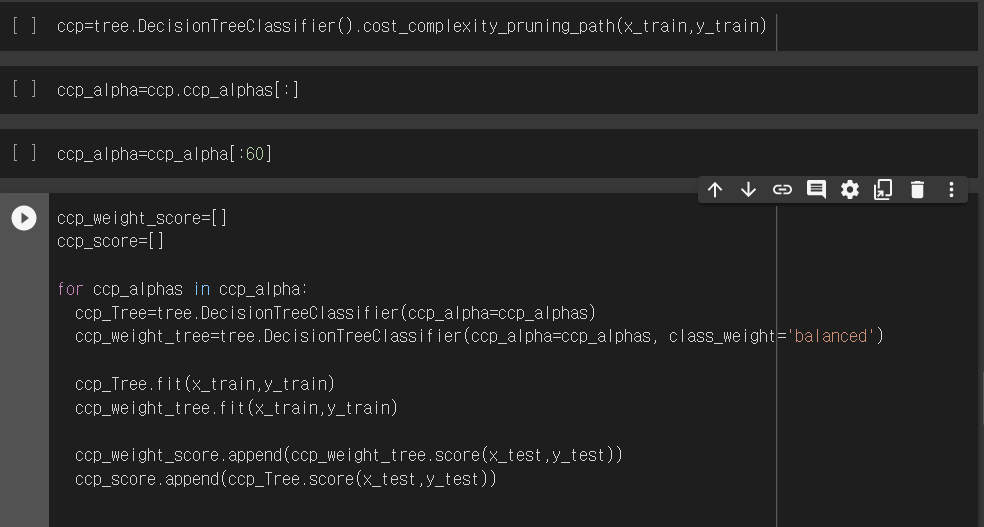 [ ] ccp=tree.DecisionTreeClassifier().cost_complexity_pruning_path(x_train,y_train)
[ ] ccp_alpha=ccp.ccp_alphas[:]
[ ] ccp_alpha=ccp_alpha[:60]
ccp_weight_score=[]
ccp_score=[]
for ccp_alphas in ccp_alpha:
  ccp_Tree=tree.DecisionTreeClassifier(ccp_alpha=ccp_alphas)
  ccp_weight_tree=tree.DecisionTreeClassifier(ccp_alpha=ccp_alphas, class_weight='balanced')
  ccp_Tree.fit(x_train,y_train)
  ccp_weight_tree.fit(x_train,y_train)
  ccp_weight_score.append(ccp_weight_tree.score(x_test,y_test))
  ccp_score.append(ccp_Tree.score(x_test,y_test))